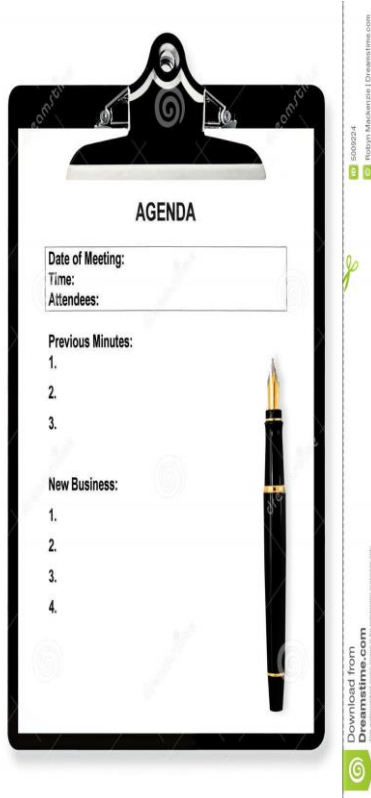 AGENDA
Date of Meeting:
Time:
Attendees:
Previous Minutes:
1.
2.
3.
New Business:
1.
2.
3.
4.
Download from
Dreamstime.com
ID 5009224
© Robyn Mackenzie | Dreamstime.com